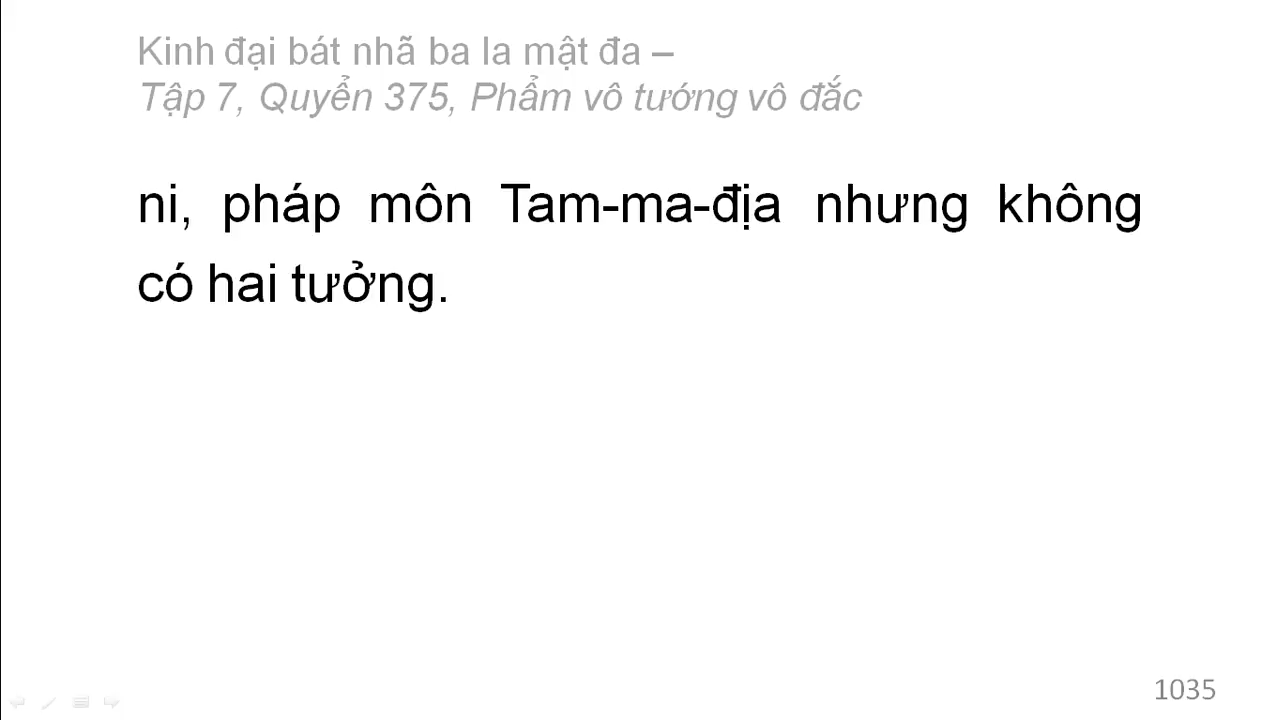 Kinh đại bát nhã ba la mật đa –
Tập 7, Quyển 375, Phẩm vô tướng vô đắc
ni, pháp môn Tam-ma-địa nhưng không
có hai tưởng.
1035